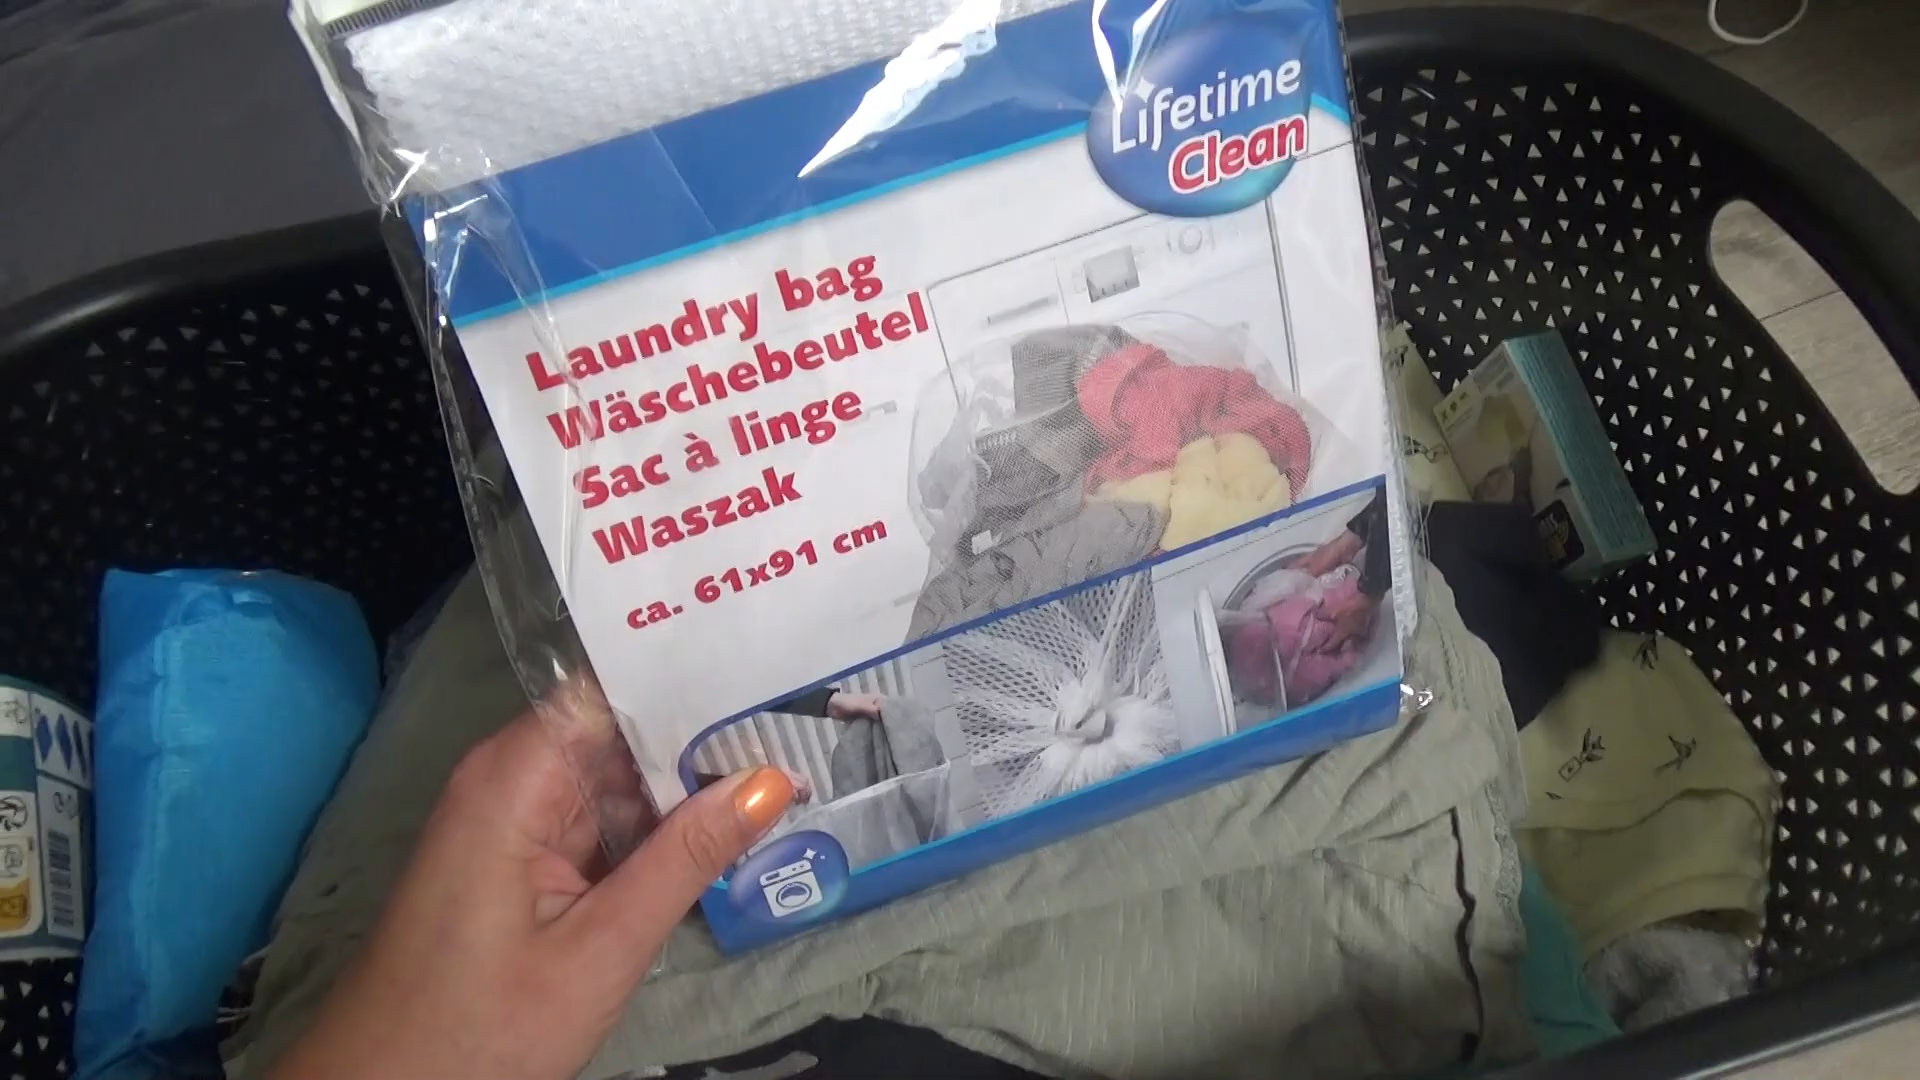 Lifetime
Clean
Laundry bag
Wäschebeutel
Sac à linge
Waszak
ca. 61x91 cm